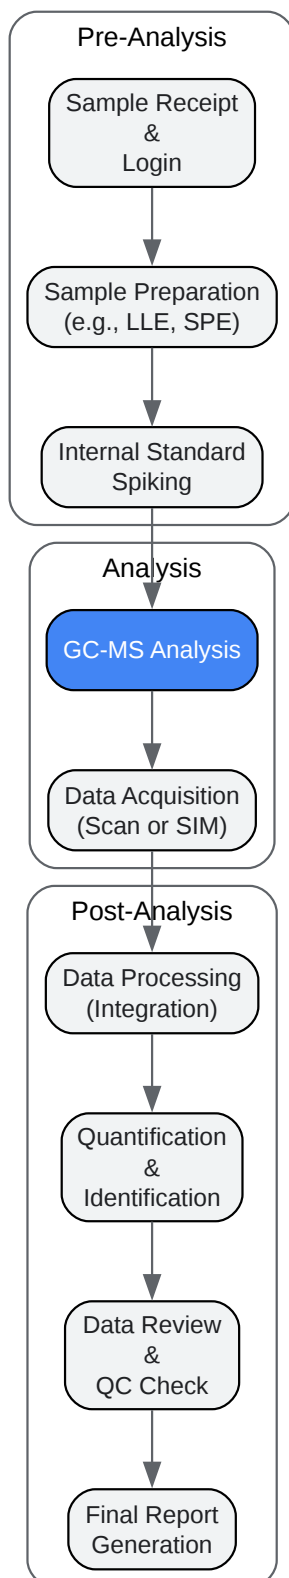 Pre-Analysis
Sample Receipt
&
Login
Sample Preparation
(e.g., LLE, SPE)
Internal Standard
Spiking
Analysis
GC-MS Analysis
Data Acquisition
(Scan or SIM)
Post-Analysis
Data Processing
(Integration)
Quantification
&
Identification
Data Review
&
QC Check
Final Report
Generation